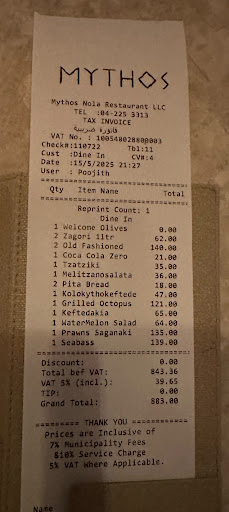 MYTHOS
Mythos Nola Restaurant LLC
TEL :04-225 3313
TAX INVOICE
فاتورة ضريبية
VAT No. : 100540028800003
Check#:110722 Tbl:11
Cust :Dine In CV#:4
Date :15/5/2025 21:27
User : Poojith
Qty Item Name Total
Reprint Count: 1
Dine In
1 Welcone Olives 0.00
2 Zagori 1ltr 62.00
2 Old Fashioned 140.00
1 Coca Cola Zero 21.00
1 Tzatziki 35.00
1 Melitzanosalata 36.00
2 Pita Bread 18.00
1 Kolokythokeftede 47.00
1 Grilled Octopus 121.00
1 Keftedakia 65.00
1 WaterMelon Salad 64.00
1 Prawns Saganaki 135.00
1 Seabass 139.00
Discount: 0.00
Total bef VAT: 843.36
VAT 5% (incl.): 39.65
TIP: 0.00
Grand Total: 883.00
======== THANK YOU ========
Prices are Inclusive of
7% Municipality Fees
&10% Service Charge
5% VAT Where Applicable.
Name